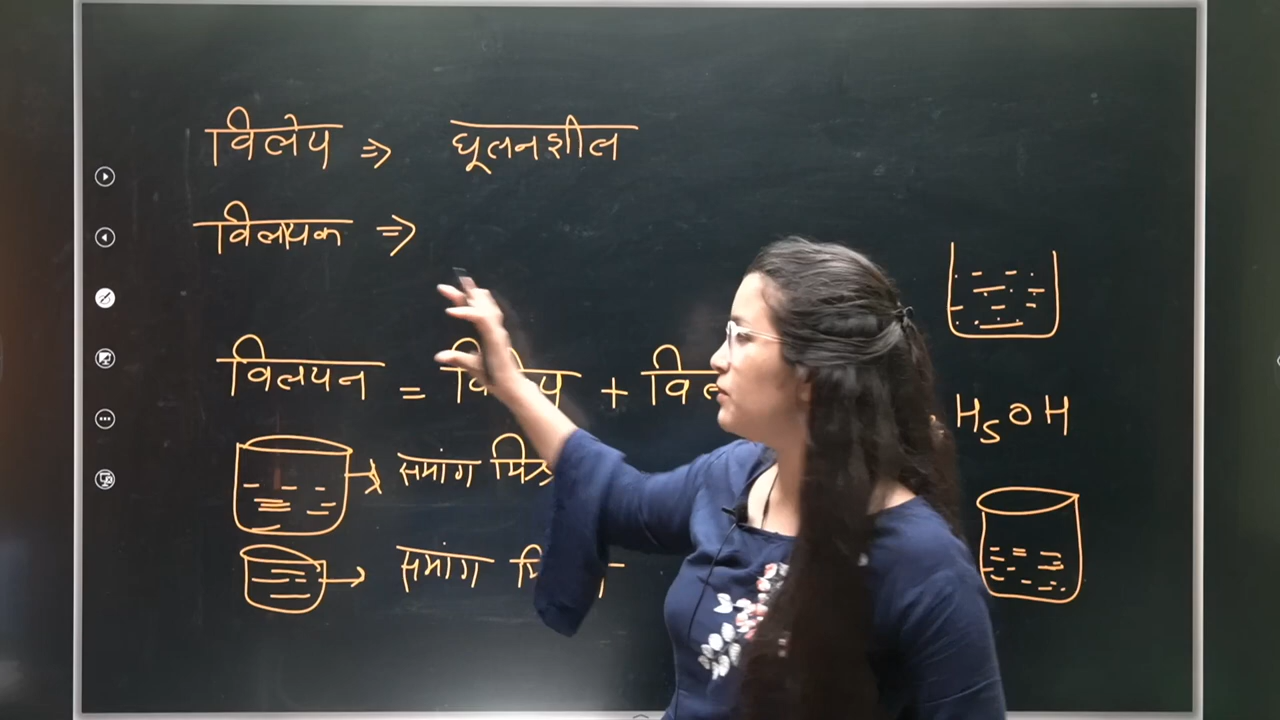 विलेय ⇒ घूलनशील
विलायक ⇒
विलयन = +
समांग
समांग
H5OH